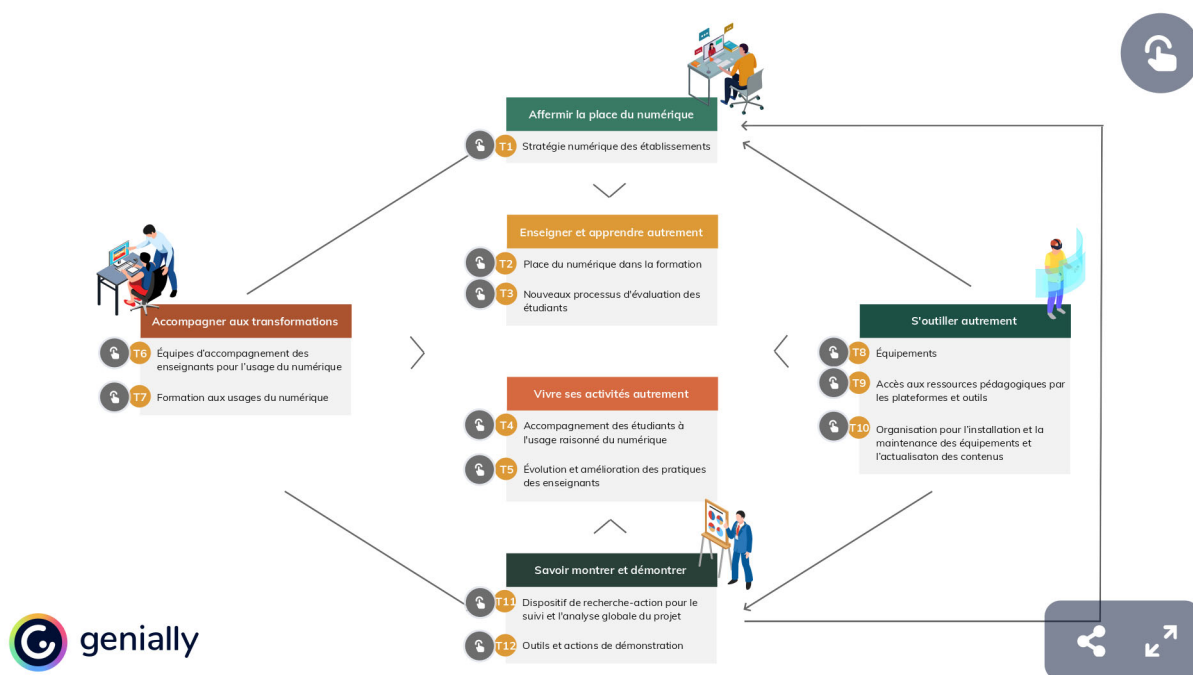 Affermir la place du numérique
T1 Stratégie numérique des établissements
Enseigner et apprendre autrement
T2 Place du numérique dans la formation
T3 Nouveaux processus d'évaluation des
étudiants
Accompagner aux transformations
T6 Équipes d'accompagnement des
enseignants pour l'usage du numérique
T7 Formation aux usages du numérique
S'outiller autrement
T8 Équipements
T9 Accès aux ressources pédagogiques par
les plateformes et outils
T10 Organisation pour l'installation et la
maintenance des équipements et
l'actualisaton des contenus
Vivre ses activités autrement
T4 Accompagnement des étudiants à
l'usage raisonné du numérique
T5 Évolution et amélioration des pratiques
des enseignants
Savoir montrer et démontrer
T11 Dispositif de recherche-action pour le
suivi et l'analyse globale du projet
T12 Outils et actions de démonstration
genially